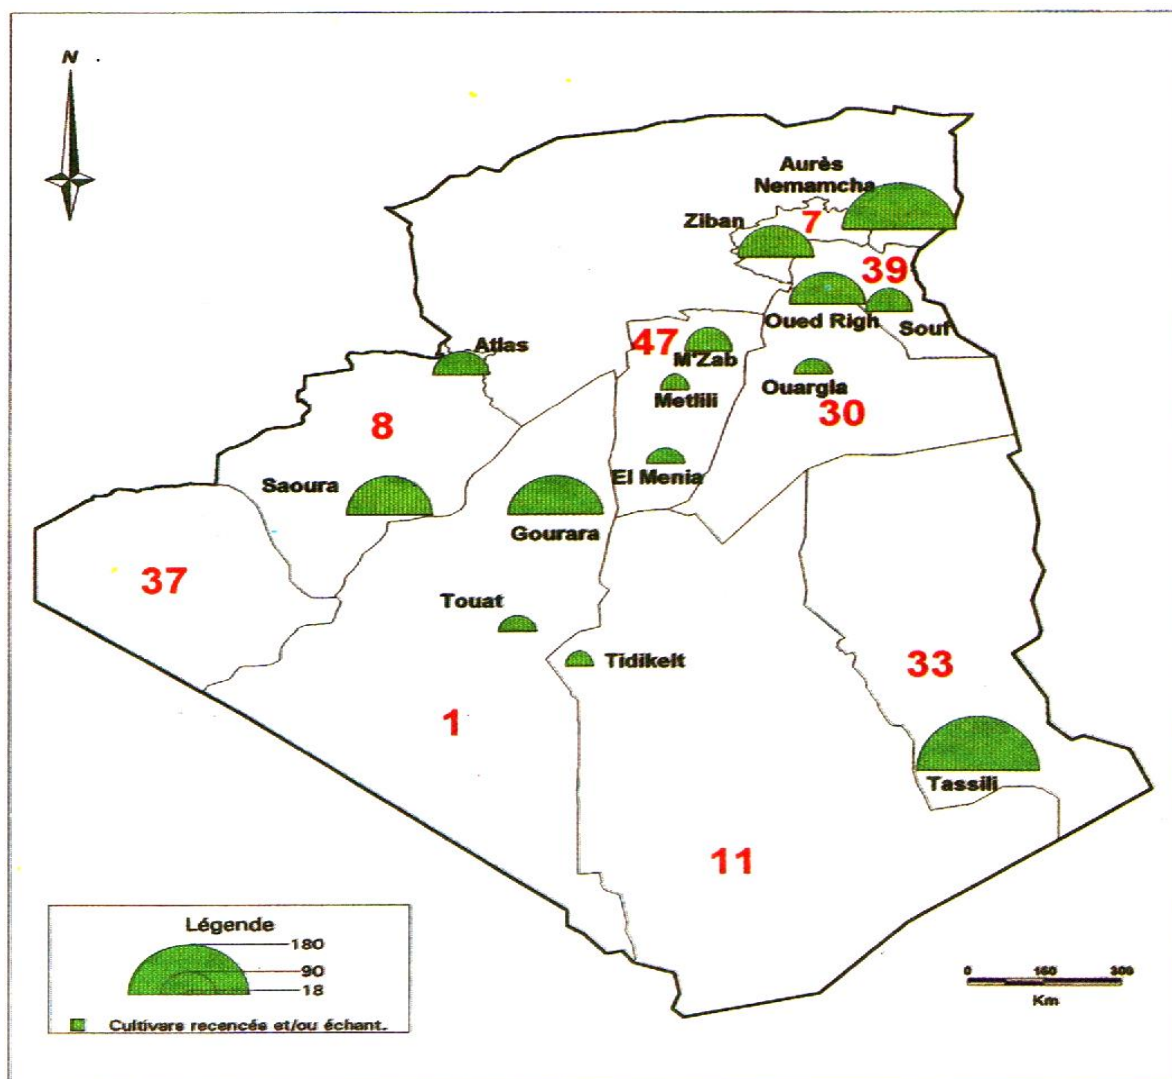 N
Aurès
Nemamcha
Ziban
7
39
Oued Righ
Souf
47
M'Zab
Atlas
Metlili
Ouargla
30
8
El Menia
Saoura
Gourara
37
Touat
Tidikelt
33
1
Tassili
11
Légende
180
90
18
Cultivars recencés et/ou échant.
0
160
300
Km